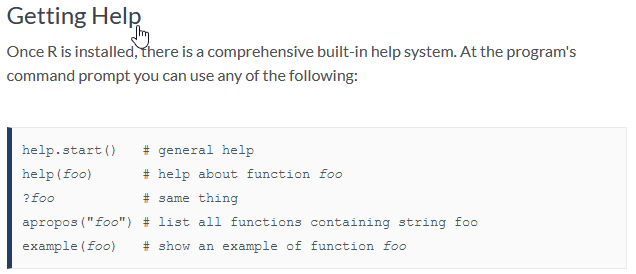 Getting Help
Once R is installed, there is a comprehensive built-in help system. At the program's
command prompt you can use any of the following:
help.start()   # general help
help(foo)      # help about function foo
?foo           # same thing
apropos("foo") # list all functions containing string foo
example(foo)   # show an example of function foo